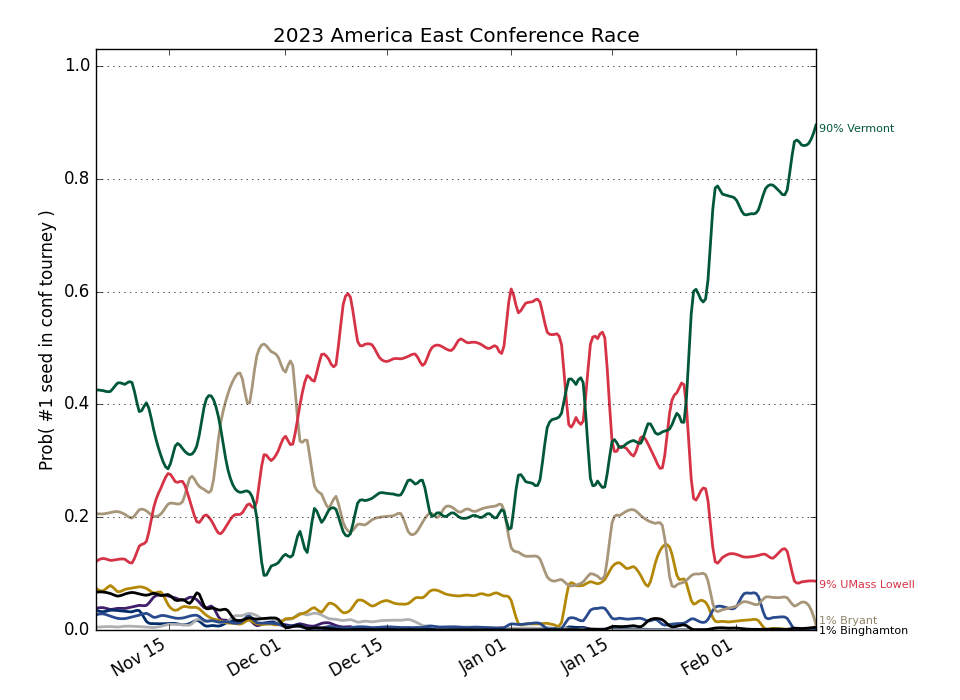 2023 America East Conference Race
Prob( #1 seed in conf tourney )
1.0
0.8
0.6
0.4
0.2
0.0
Nov 15
Dec 01
Dec 15
Jan 01
Jan 15
Feb 01
90% Vermont
9% UMass Lowell
1% Bryant
1% Binghamton